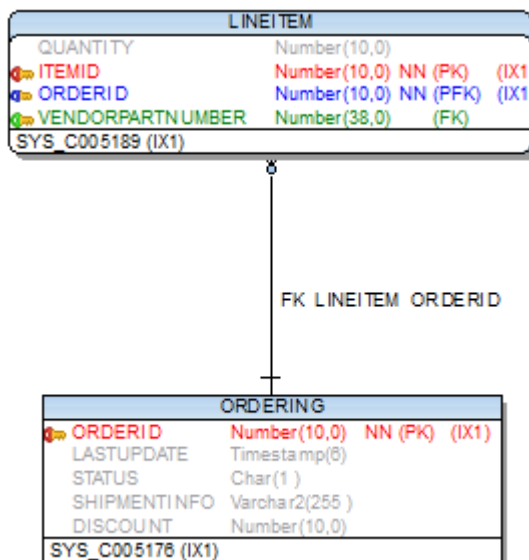 LINEITEM
QUANTITY Number(10,0)
ITEMID Number(10,0) NN (PK) (IX1
ORDERID Number(10,0) NN (PFK) (IX1
VENDORPARTNUMBER Number(38,0) (FK)
SYS_C005189 (IX1)
FK LINEITEM ORDERID
ORDERING
ORDERID Number(10,0) NN (PK) (IX1)
LASTUPDATE Timestamp(6)
STATUS Char(1 )
SHIPMENTINFO Varchar2(255 )
DISCOUNT Number(10,0)
SYS_C005176 (IX1)